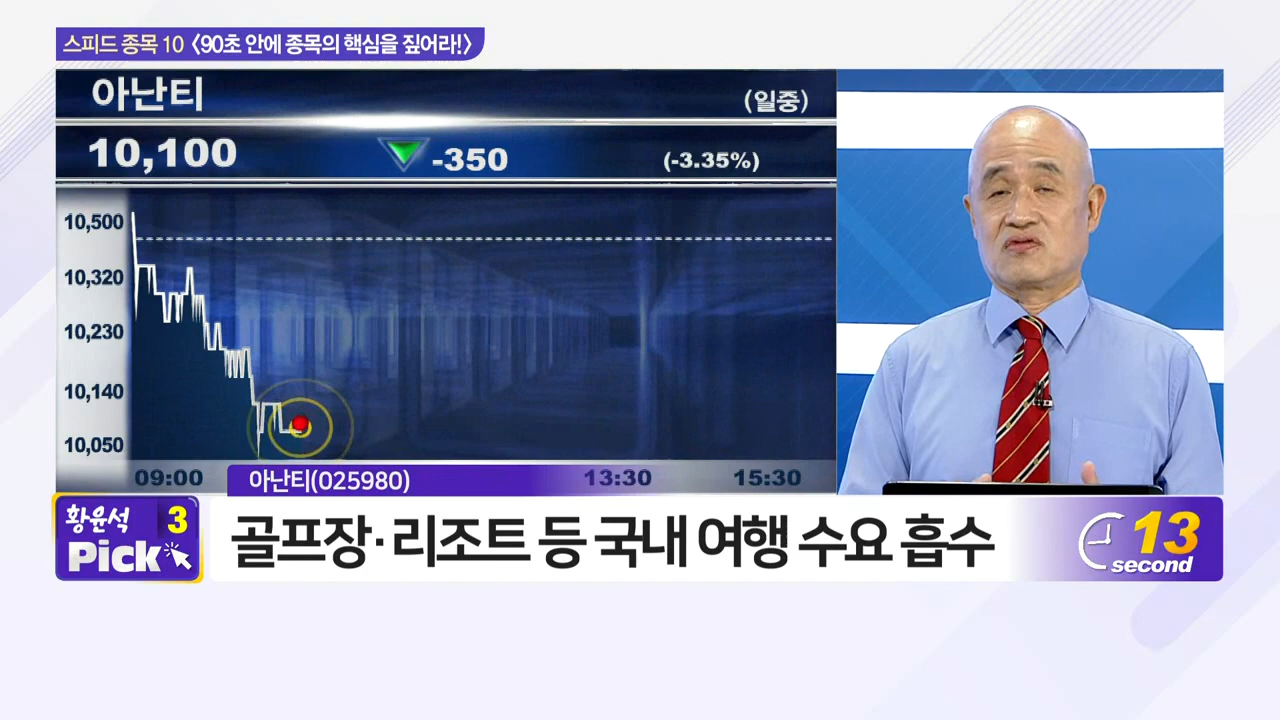 스피드 종목 10 <90초 안에 종목의 핵심을 짚어라!>
아난티
(일중)
10,100
-350
(-3.35%)
10,500
10,320
10,230
10,140
10,050
09:00
13:30
15:30
아난티(025980)
황윤석 3
Pick
골프장·리조트 등 국내 여행 수요 흡수
13
second